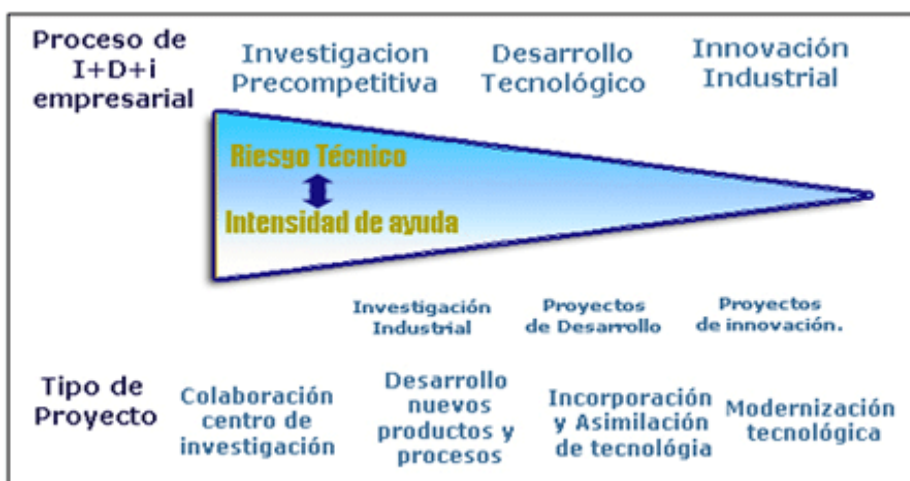 Proceso de
I+D+i
empresarial
Investigacion
Precompetitiva
Desarrollo
Tecnológico
Innovación
Industrial
Riesgo Técnico
Intensidad de ayuda
Investigación
Industrial
Proyectos
de Desarrollo
Proyectos
de innovación.
Tipo de
Proyecto
Colaboración
centro de
investigación
Desarrollo
nuevos
productos y
procesos
Incorporación
y Asimilación
de tecnológia
Modernización
tecnológica